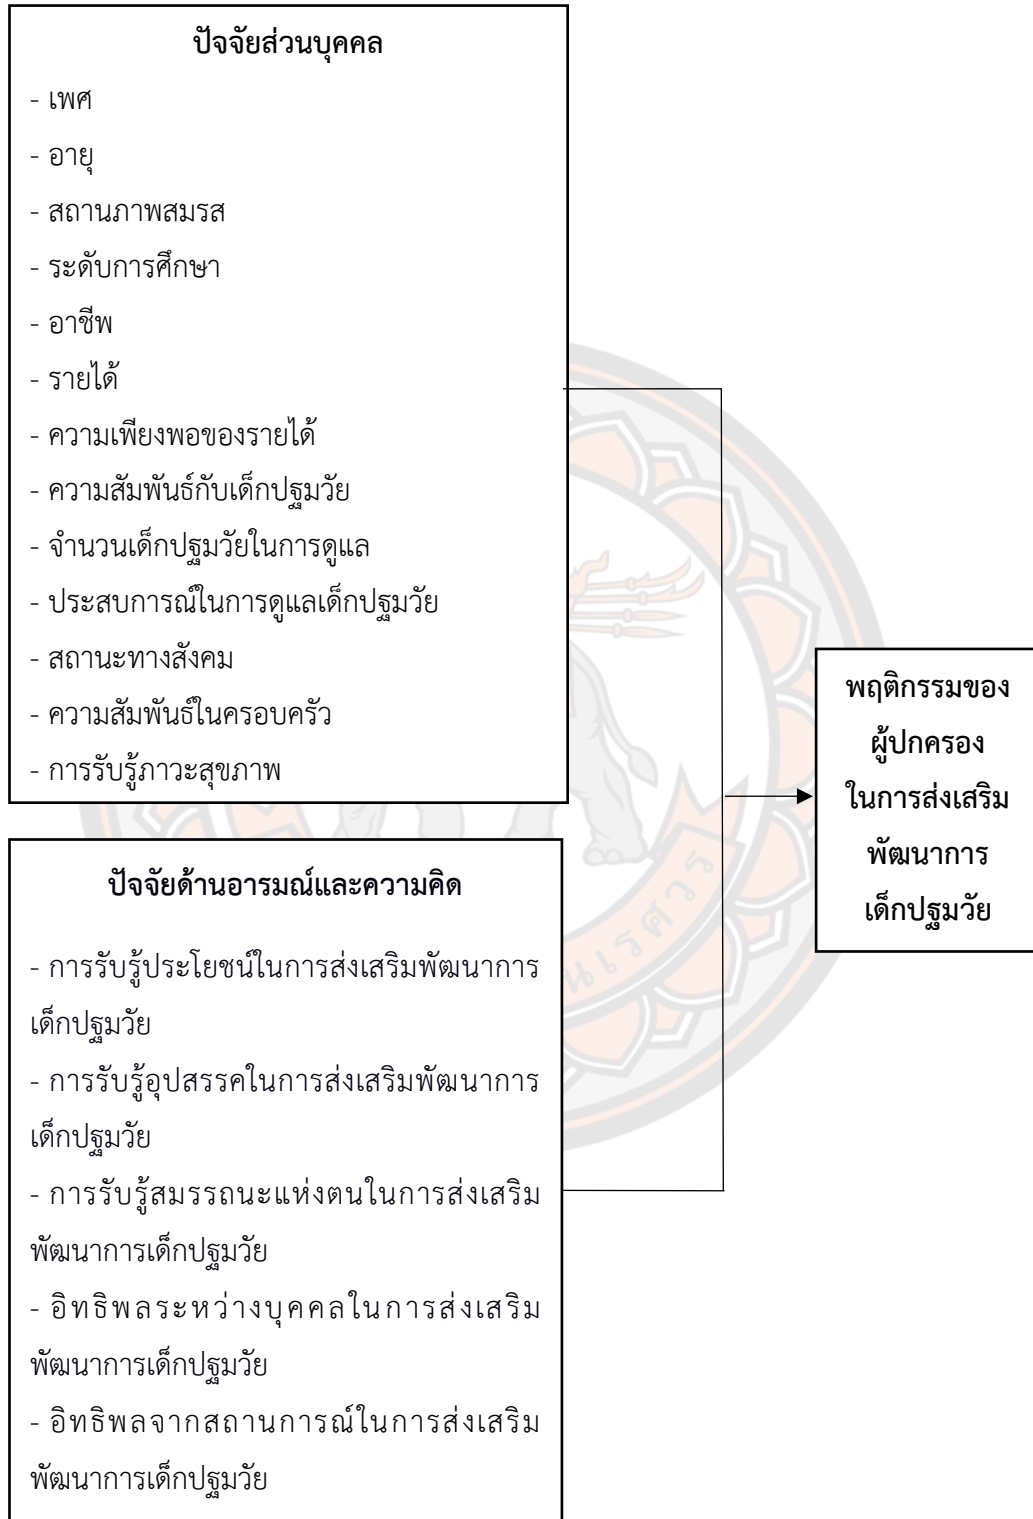 ปัจจัยส่วนบุคคล
- เพศ
- อายุ
- สถานภาพสมรส
- ระดับการศึกษา
- อาชีพ
- รายได้
- ความเพียงพอของรายได้
- ความสัมพันธ์กับเด็กปฐมวัย
- จำนวนเด็กปฐมวัยในการดูแล
- ประสบการณ์ในการดูแลเด็กปฐมวัย
- สถานะทางสังคม
- ความสัมพันธ์ในครอบครัว
- การรับรู้ภาวะสุขภาพ
ปัจจัยด้านอารมณ์และความคิด
- การรับรู้ประโยชน์ในการส่งเสริมพัฒนาการ
เด็กปฐมวัย
- การรับรู้อุปสรรคในการส่งเสริมพัฒนาการ
เด็กปฐมวัย
- การรับรู้สมรรถนะแห่งตนในการส่งเสริม
พัฒนาการเด็กปฐมวัย
- อิทธิพลระหว่างบุคคลในการส่งเสริม
พัฒนาการเด็กปฐมวัย
- อิทธิพลจากสถานการณ์ในการส่งเสริม
พัฒนาการเด็กปฐมวัย
พฤติกรรมของ
ผู้ปกครอง
ในการส่งเสริม
พัฒนาการ
เด็กปฐมวัย
นเรศวร